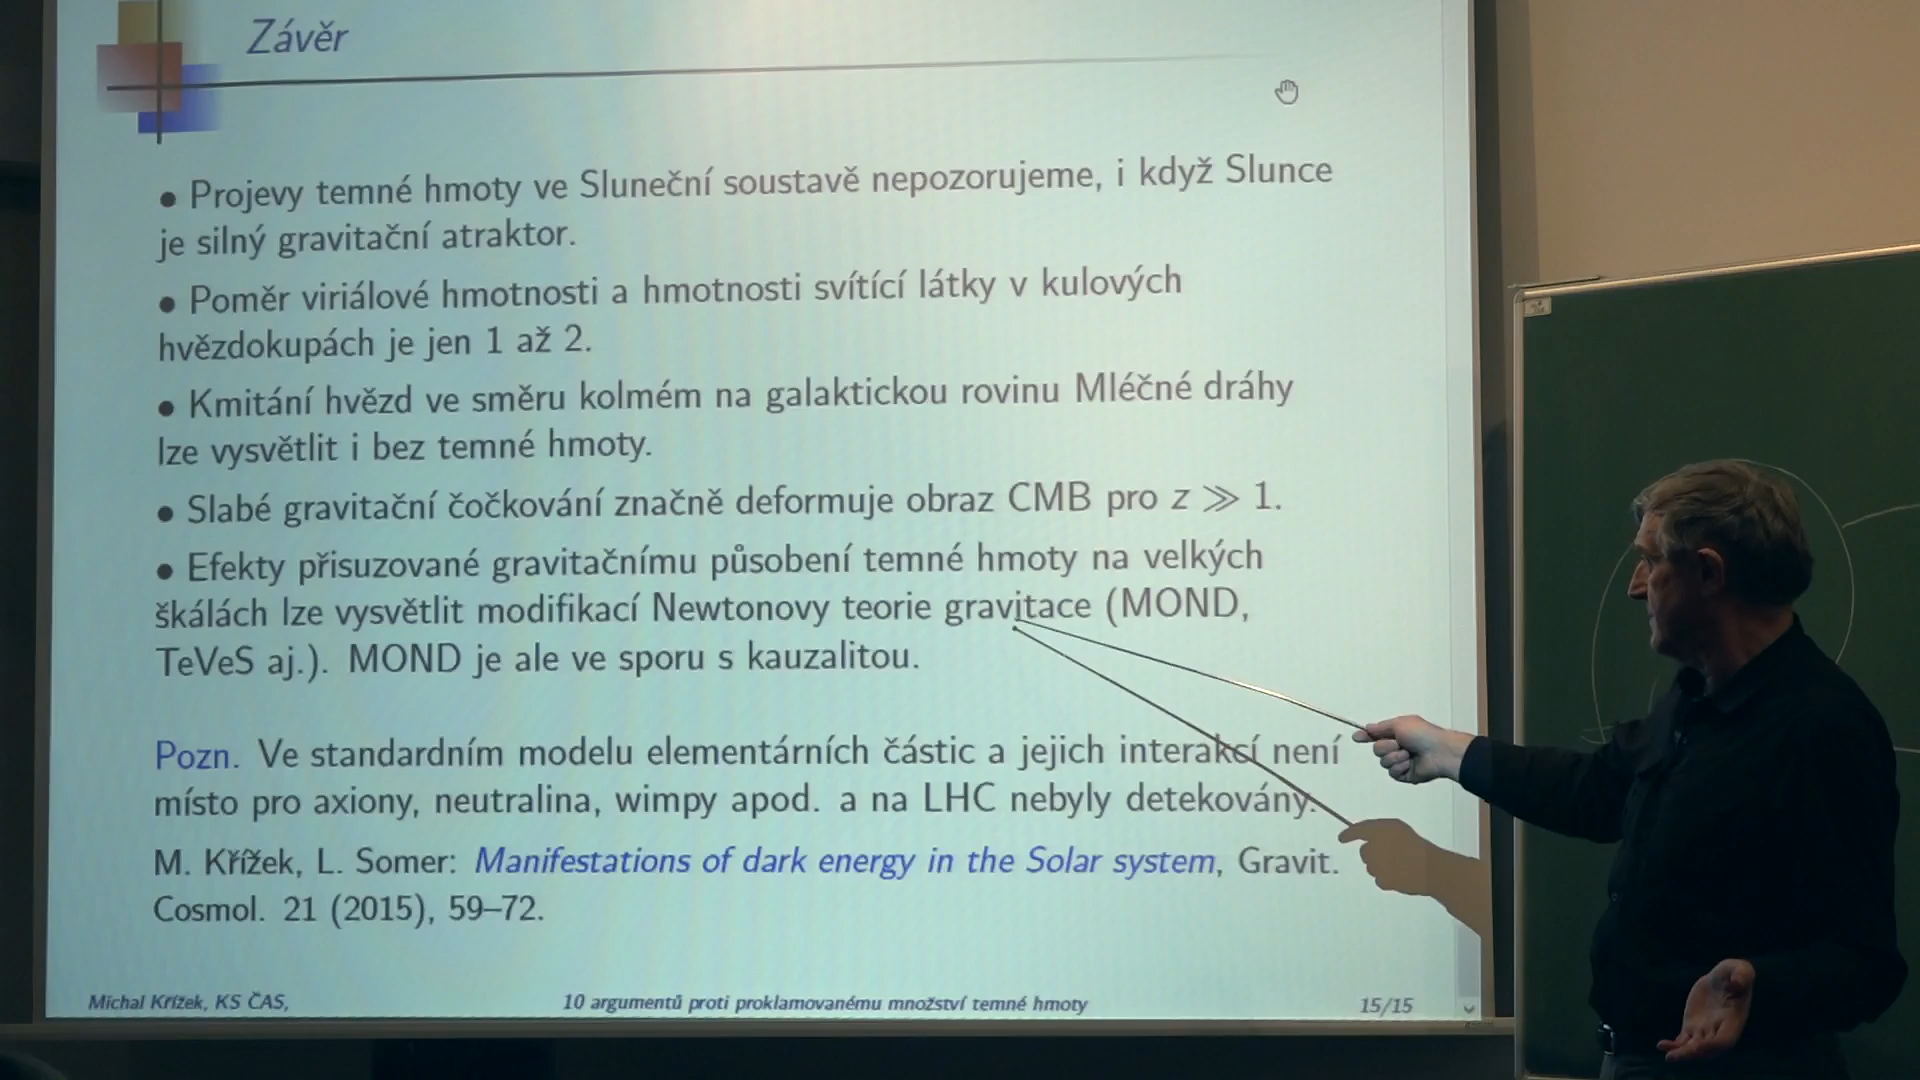 Závěr
• Projevy temné hmoty ve Sluneční soustavě nepozorujeme, i když Slunce
je silný gravitační atraktor.
• Poměr viriálové hmotnosti a hmotnosti svítící látky v kulových
hvězdokupách je jen 1 až 2.
• Kmitání hvězd ve směru kolmém na galaktickou rovinu Mléčné dráhy
lze vysvětlit i bez temné hmoty.
• Slabé gravitační čočkování značně deformuje obraz CMB pro z ≫ 1.
• Efekty přisuzované gravitačnímu působení temné hmoty na velkých
škálách lze vysvětlit modifikací Newtonovy teorie gravitace (MOND,
TeVeS aj.). MOND je ale ve sporu s kauzalitou.
Pozn. Ve standardním modelu elementárních částic a jejich interakcí není
místo pro axiony, neutralina, wimpy apod. a na LHC nebyly detekovány.
M. Křížek, L. Somer: Manifestations of dark energy in the Solar system, Gravit.
Cosmol. 21 (2015), 59–72.
Michal Křížek, KS ČAS, 10 argumentů proti proklamovanému množství temné hmoty 15/15